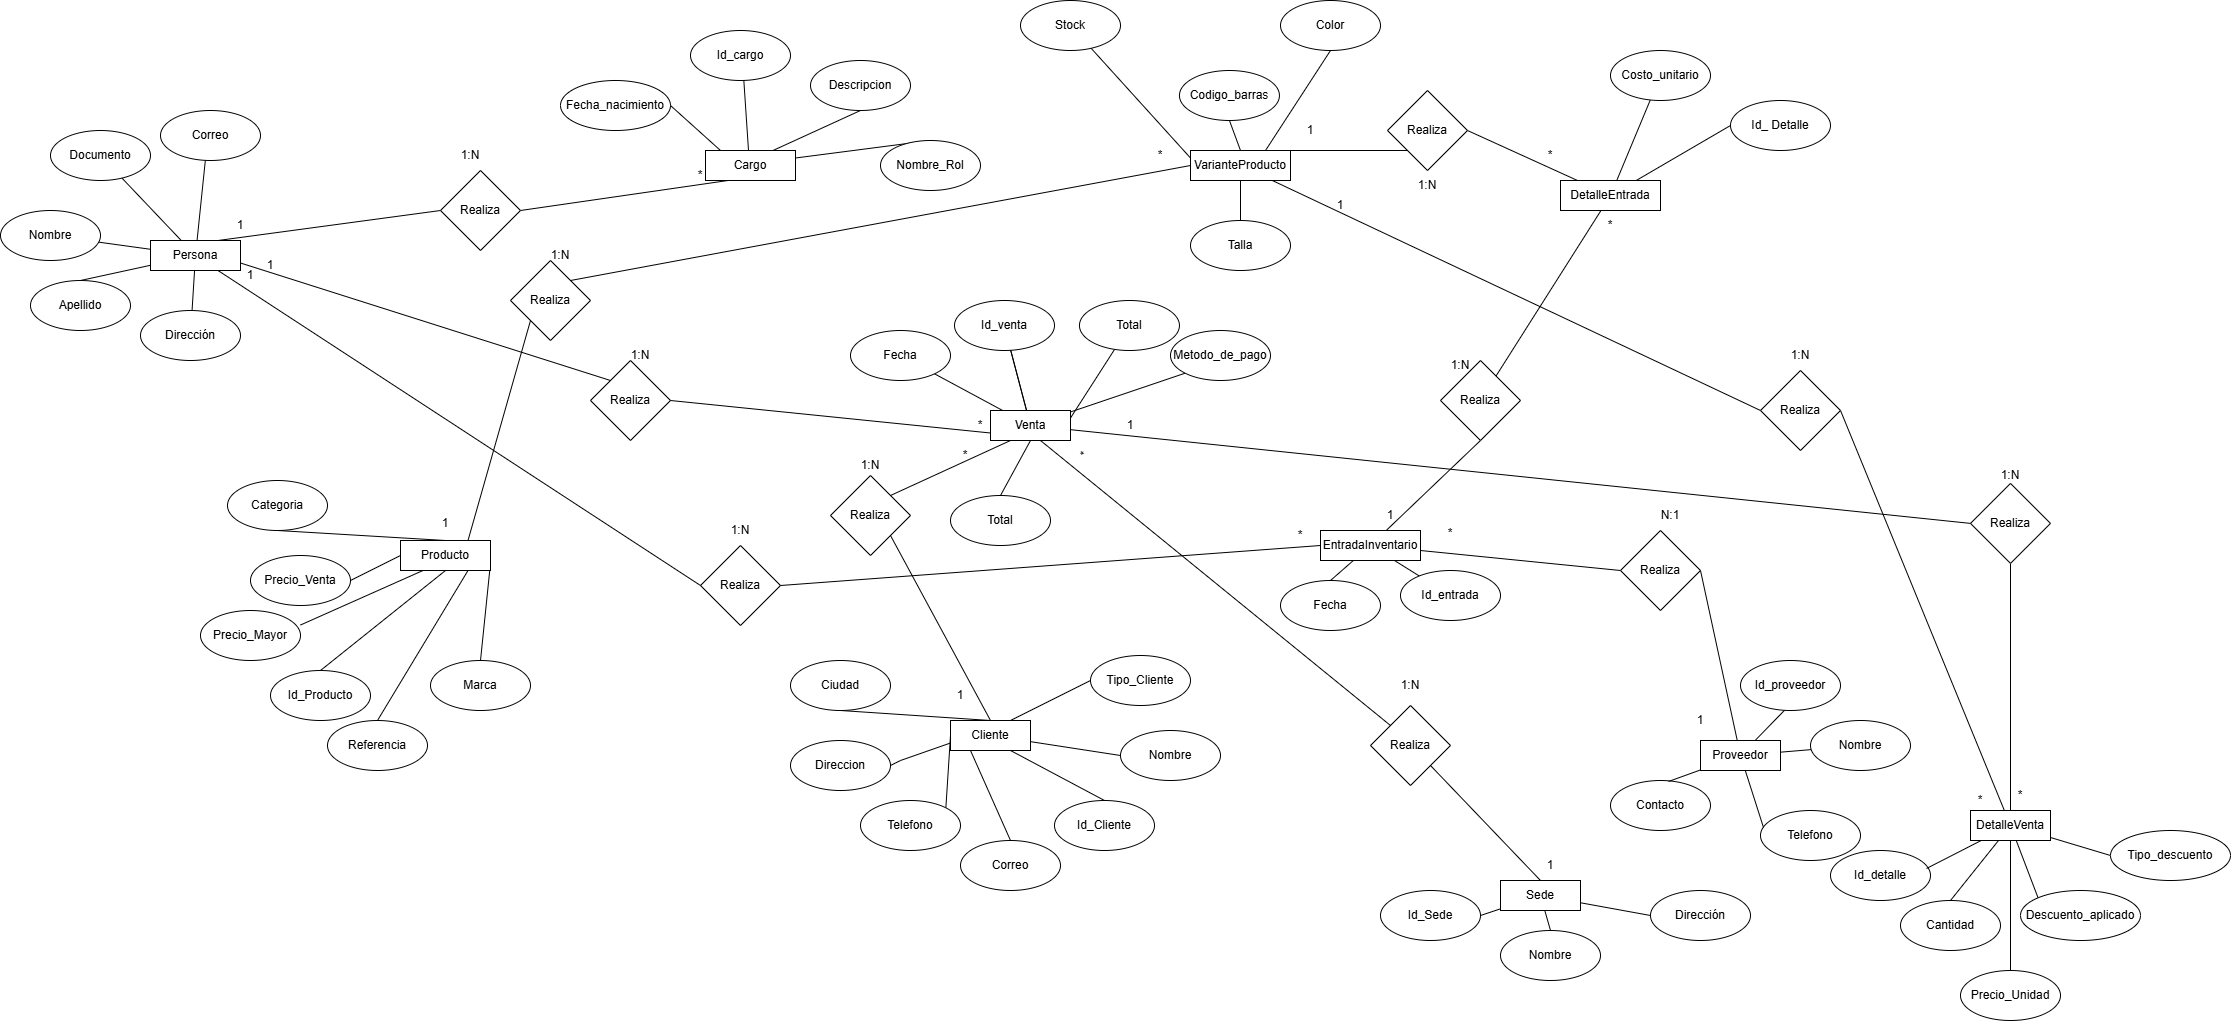 Stock
Color
Id_cargo
Costo_unitario
Descripcion
Codigo_barras
Fecha_nacimiento
Id_ Detalle
Correo
1
Realiza
Documento
1:N
*
*
Cargo
Nombre_Rol
VarianteProducto
*
1:N
DetalleEntrada
Realiza
1
1
*
Nombre
Talla
Persona
1
1
1:N
Apellido
Realiza
Id_venta
Total
Dirección
Fecha
Metodo_de_pago
1:N
1:N
1:N
Realiza
Realiza
Realiza
*
Venta
1
*
*
1:N
1:N
Categoria
Realiza
Total
1
N:1
Realiza
1
1:N
*
*
EntradaInventario
Producto
Precio_Venta
Realiza
Realiza
Fecha
Id_entrada
Precio_Mayor
Ciudad
Tipo_Cliente
1:N
Id_proveedor
Marca
Id_Producto
1
1
Cliente
Referencia
Realiza
Nombre
Nombre
Direccion
Proveedor
*
*
Contacto
Telefono
Id_Cliente
DetalleVenta
Telefono
Correo
1
Tipo_descuento
Id_detalle
Sede
Id_Sede
Dirección
Descuento_aplicado
Cantidad
Nombre
Precio_Unidad